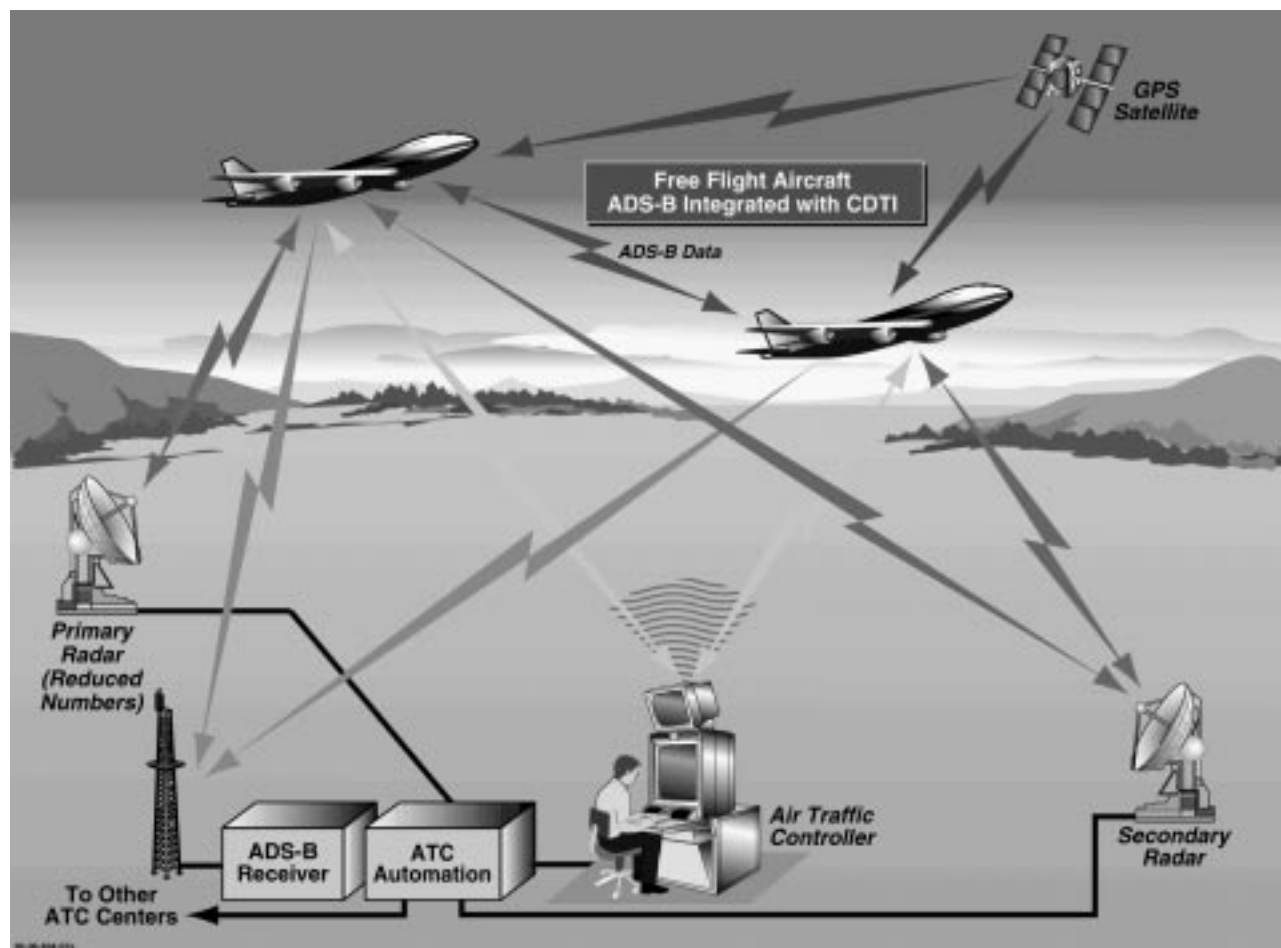 GPS
Satellite
Free Flight Aircraft
ADS-B Integrated with CDTI
ADS-B Data
Primary
Radar
(Reduced
Numbers)
Air Traffic
Controller
Secondary
Radar
ADS-B
Receiver
ATC
Automation
To Other
ATC Centers